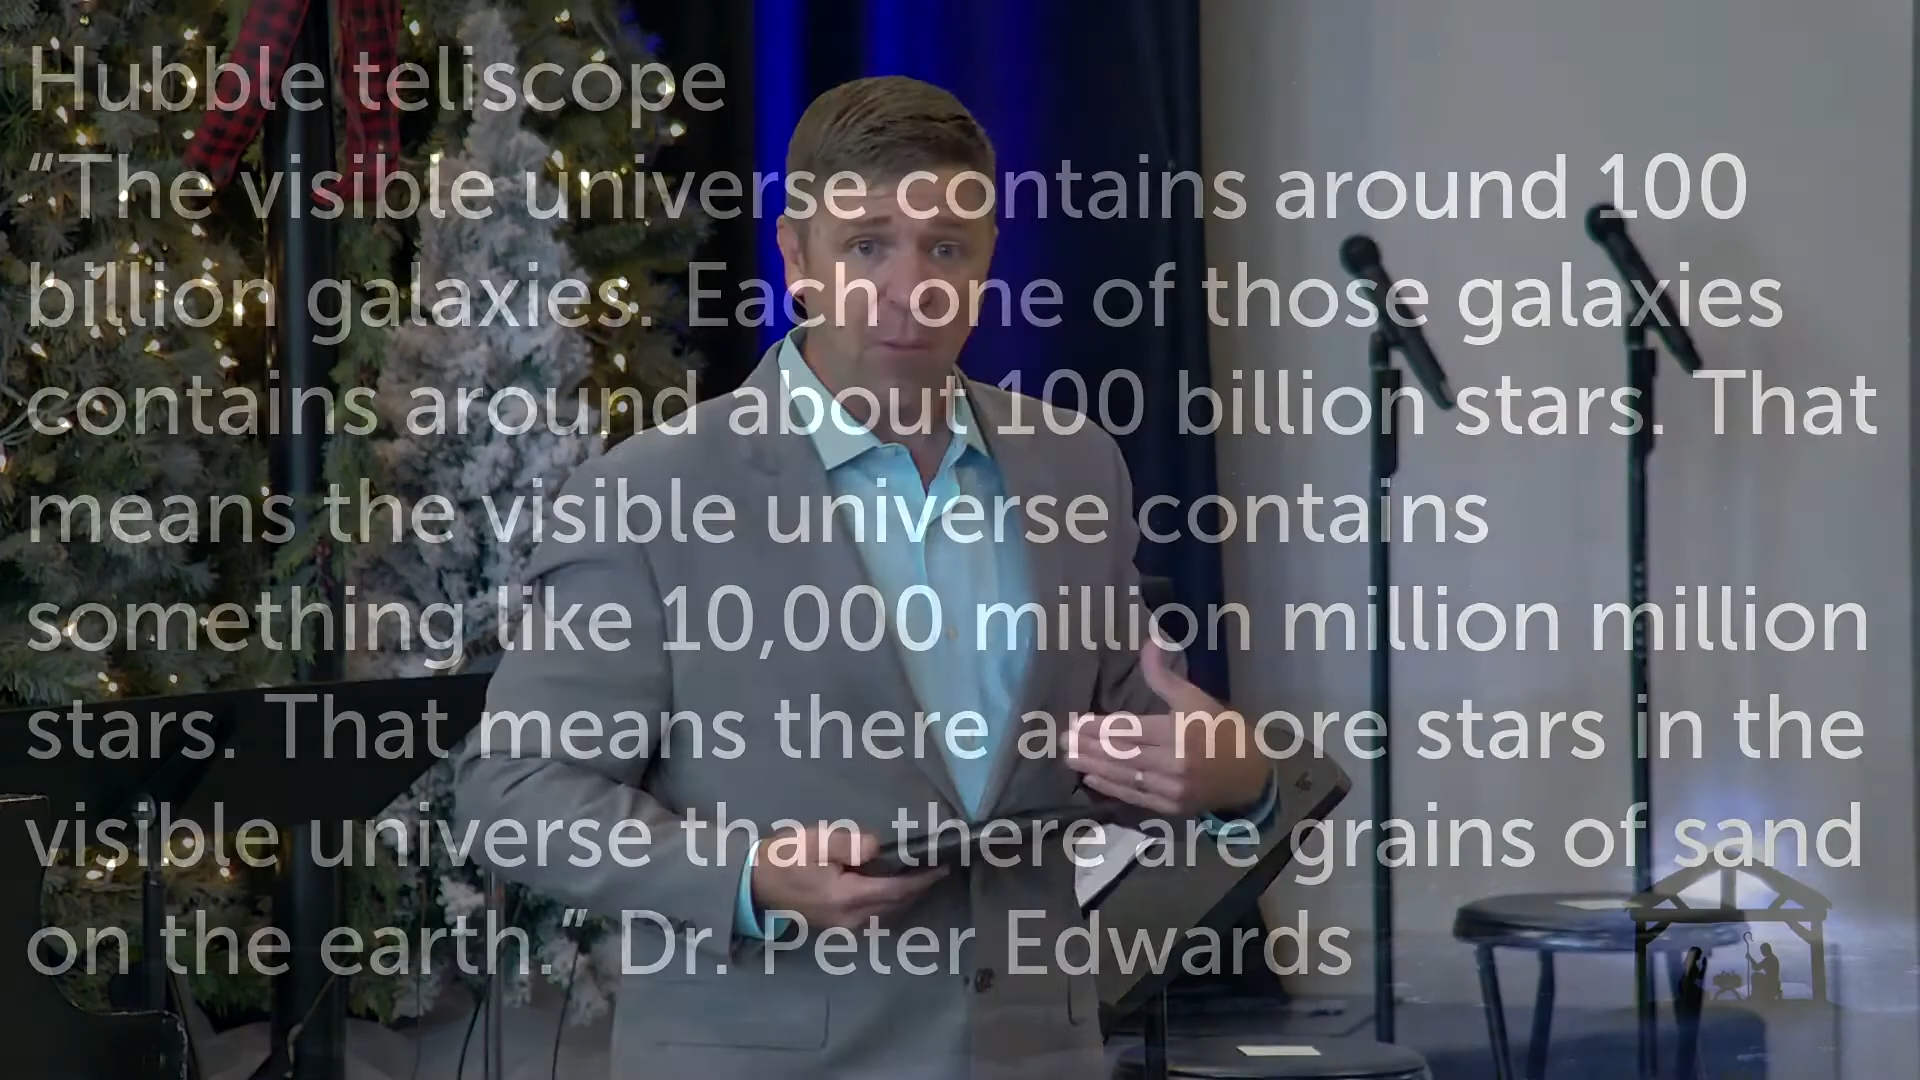 Hubble teliscope
“The visible universe contains around 100
billion galaxies. Each one of those galaxies
contains around about 100 billion stars. That
means the visible universe contains
something like 10,000 million million million
stars. That means there are more stars in the
visible universe than there are grains of sand
on the earth.” Dr. Peter Edwards